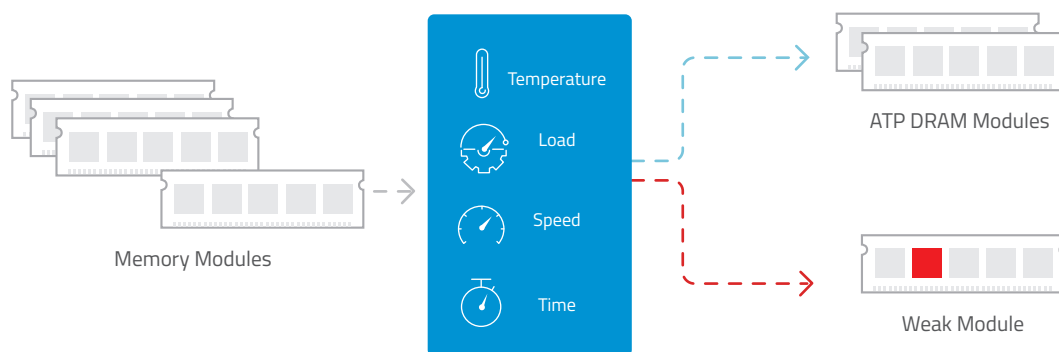 Memory Modules
Temperature
Load
Speed
Time
ATP DRAM Modules
Weak Module